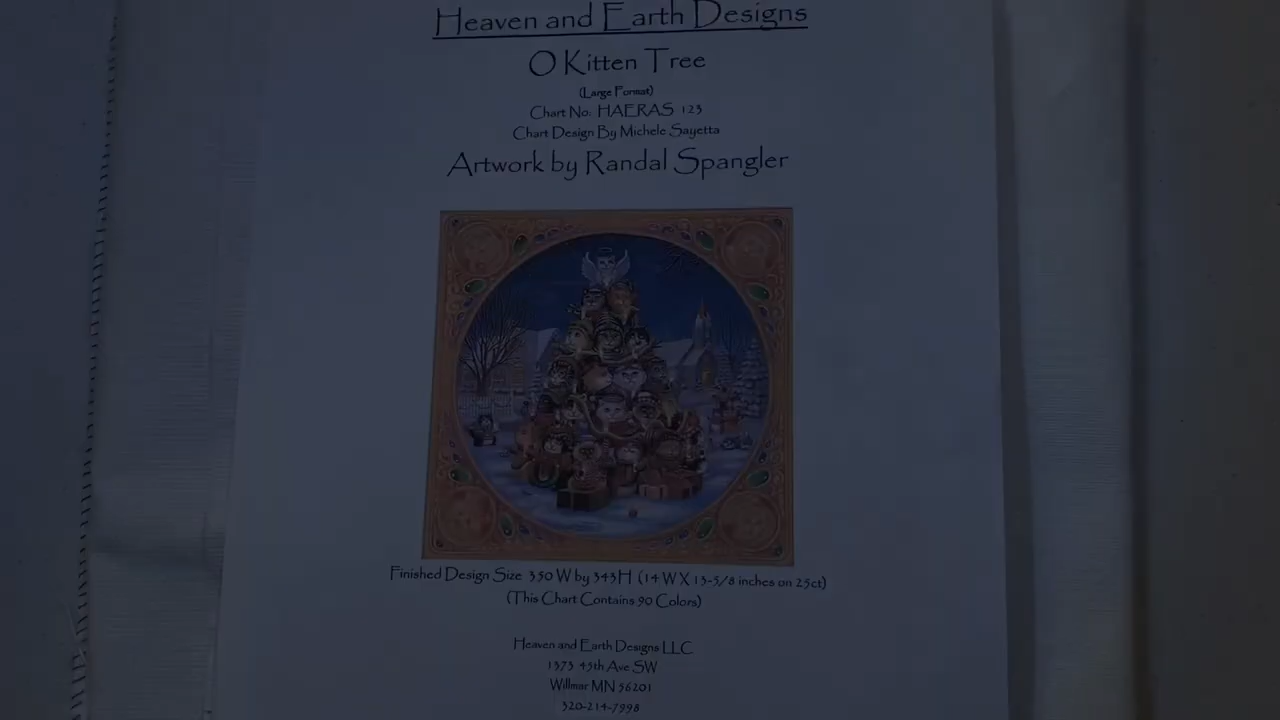 Heaven and Earth Designs
O Kitten Tree
(Large Format)
Chart No: HAERAS 123
Chart Design By Michele Sayetta
Artwork by Randal Spangler
Finished Design Size 350 W by 343H (14 W X 13-5/8 inches on 25ct)
(This Chart Contains 90 Colors)
Heaven and Earth Designs LLC
1373 45th Ave SW
Willmar MN 56201
320-214-7998